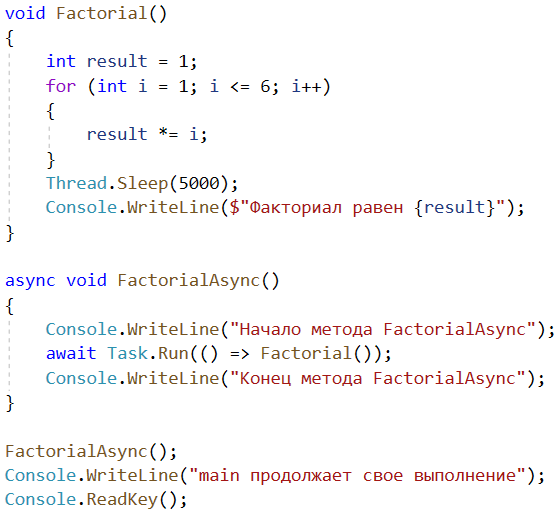 void Factorial()
{
    int result = 1;
    for (int i = 1; i <= 6; i++)
    {
        result *= i;
    }
    Thread.Sleep(5000);
    Console.WriteLine($"Факториал равен {result}");
}

async void FactorialAsync()
{
    Console.WriteLine("Начало метода FactorialAsync");
    await Task.Run(() => Factorial());
    Console.WriteLine("Конец метода FactorialAsync");
}

FactorialAsync();
Console.WriteLine("main продолжает свое выполнение");
Console.ReadKey();